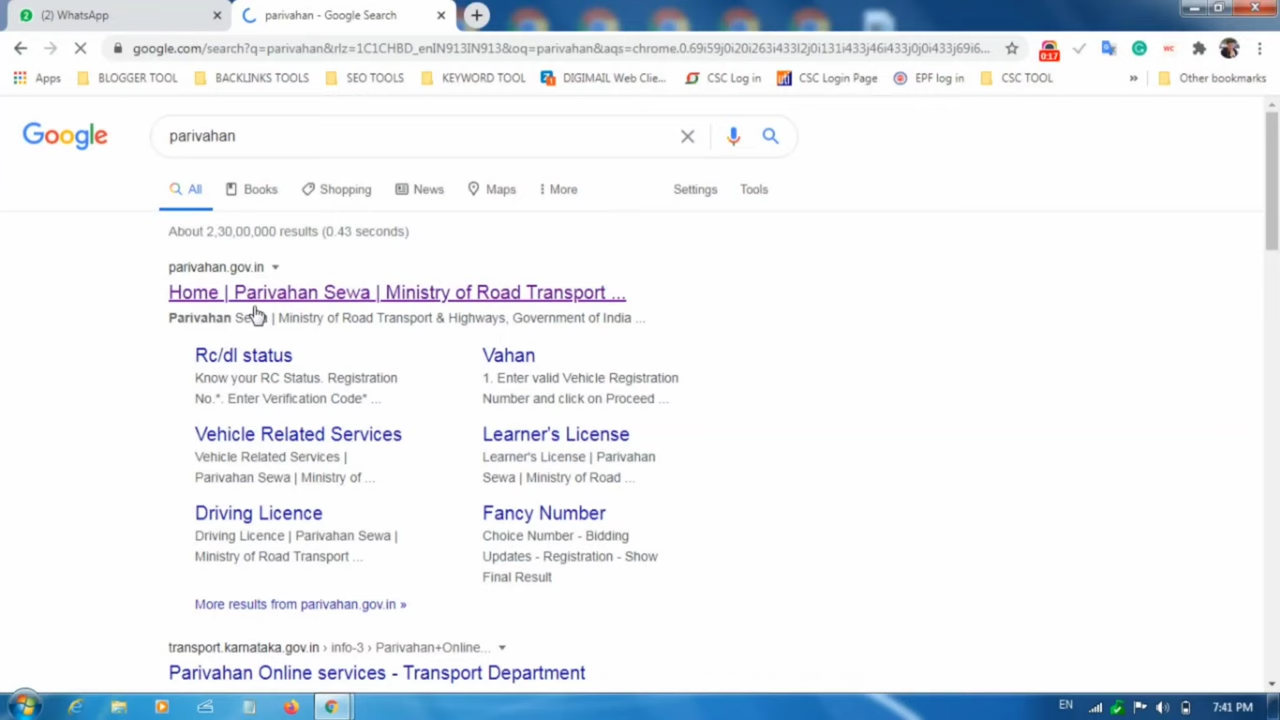 (2) WhatsApp
parivahan - Google Search
google.com/search?q=parivahan&rlz=1C1CHBD_enIN913IN913&oq=parivahan&aqs=chrome.0.69i59j0i20i263i433l2j0i131i433j46i433j0j0i433j69i6...
0:17
Apps BLOGGER TOOL BACKLINKS TOOLS SEO TOOLS KEYWORD TOOL DIGIMAIL Web Clie... CSC Log in CSC Login Page EPF log in CSC TOOL » Other bookmarks
Google
parivahan
All Books Shopping News Maps More Settings Tools
About 2,30,00,000 results (0.43 seconds)
parivahan.gov.in
Home | Parivahan Sewa | Ministry of Road Transport ...
Parivahan | Ministry of Road Transport & Highways, Government of India ...
Rc/dl status
Know your RC Status. Registration
No.*. Enter Verification Code* ...
Vahan
1. Enter valid Vehicle Registration
Number and click on Proceed ...
Vehicle Related Services
Vehicle Related Services |
Parivahan Sewa | Ministry of ...
Learner's License
Learner's License | Parivahan
Sewa | Ministry of Road ...
Driving Licence
Driving Licence | Parivahan Sewa |
Ministry of Road Transport ...
Fancy Number
Choice Number - Bidding
Updates - Registration - Show
Final Result
More results from parivahan.gov.in »
transport.karnataka.gov.in › info-3 › Parivahan+Online...
Parivahan Online services - Transport Department
EN
7:41 PM